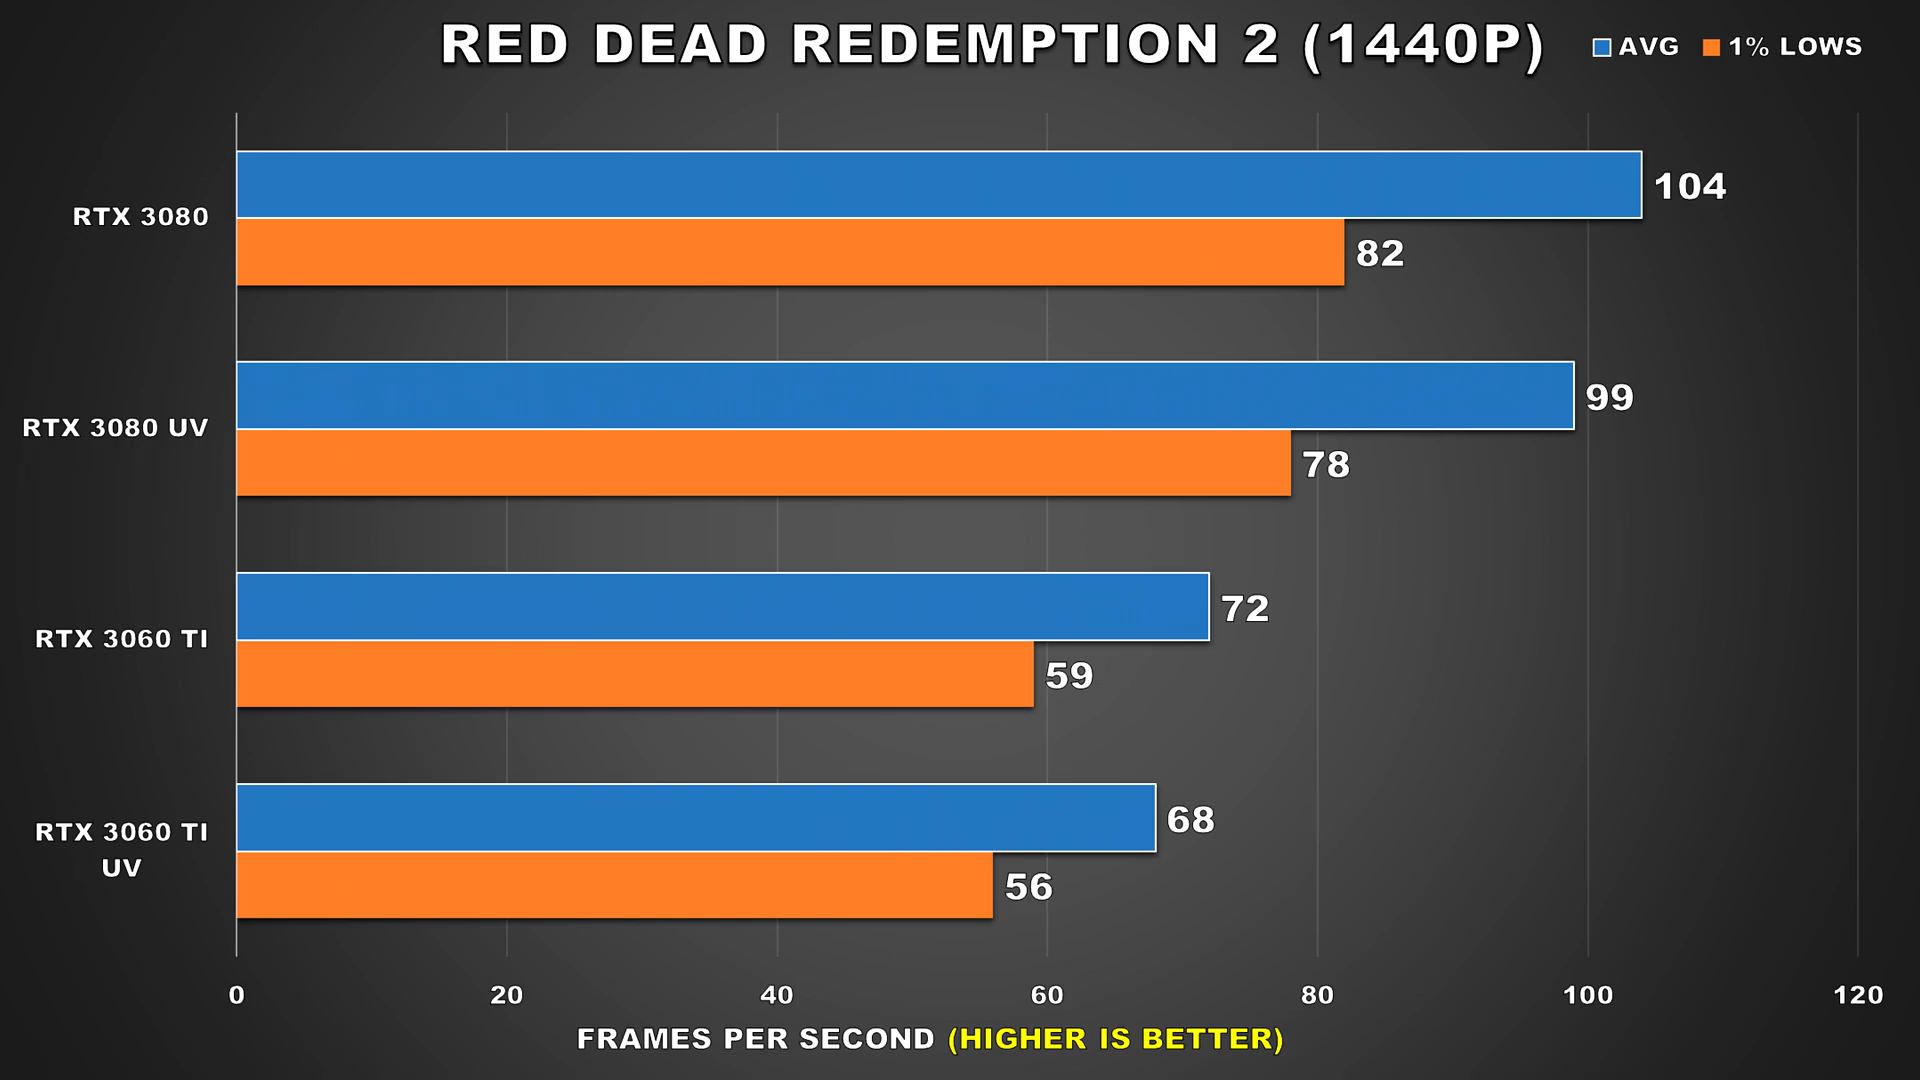 RED DEAD REDEMPTION 2 (1440P)
AVG 1% LOWS
RTX 3080
104
82
RTX 3080 UV
99
78
RTX 3060 TI
72
59
RTX 3060 TI
UV
68
56
0 20 40 60 80 100 120
FRAMES PER SECOND (HIGHER IS BETTER)